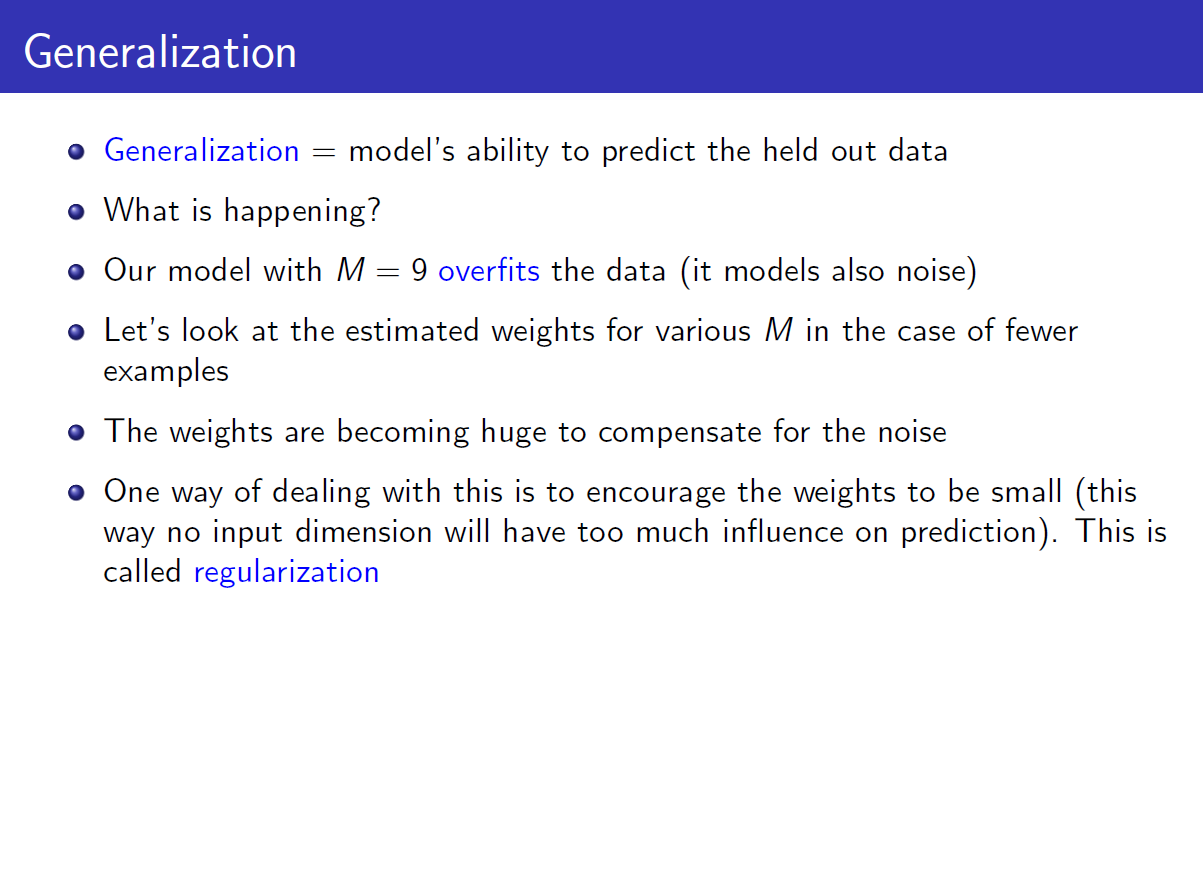 Generalization
Generalization = model's ability to predict the held out data
What is happening?
Our model with M = 9 overfits the data (it models also noise)
Let's look at the estimated weights for various M in the case of fewer
examples
The weights are becoming huge to compensate for the noise
One way of dealing with this is to encourage the weights to be small (this
way no input dimension will have too much influence on prediction). This is
called regularization